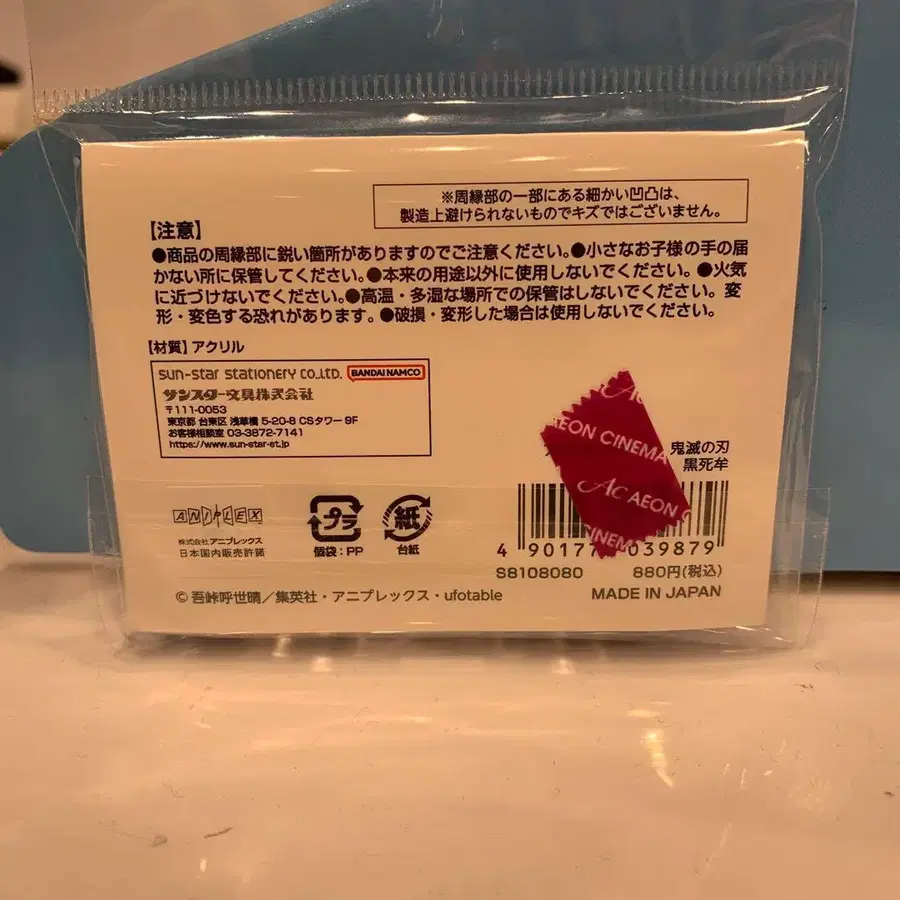 ※周縁部の一部にある細かい凹凸は、
製造上避けられないものでキズではございません。
【注意】
●商品の周縁部に鋭い箇所がありますのでご注意ください。●小さなお子様の手の届
かない所に保管してください。●本来の用途以外に使用しないでください。●火気
に近づけないでください。●高温・多湿な場所での保管はしないでください。変
形・変色する恐れがあります。●破損・変形した場合は使用しないでください。
【材質】アクリル
sun-star stationery co.,ltd. BANDAI NAMCO
サンスター文具株式会社
〒111-0053
東京都 台東区 浅草橋 5-20-8 CSタワー 9F
お客様相談室 03-3872-7141
https://www.sun-star-st.jp
AC
AEON CINEMA
AC AEON
CINEM
鬼滅の刃
黒死牟
ANIPLEX
株式会社アニプレックス
日本国内販売許諾
プラ
個袋:PP
紙
台紙
4 90177 039879
S8108080 880円(税込)
©吾峠呼世晴/集英社・アニプレックス・ufotable
MADE IN JAPAN